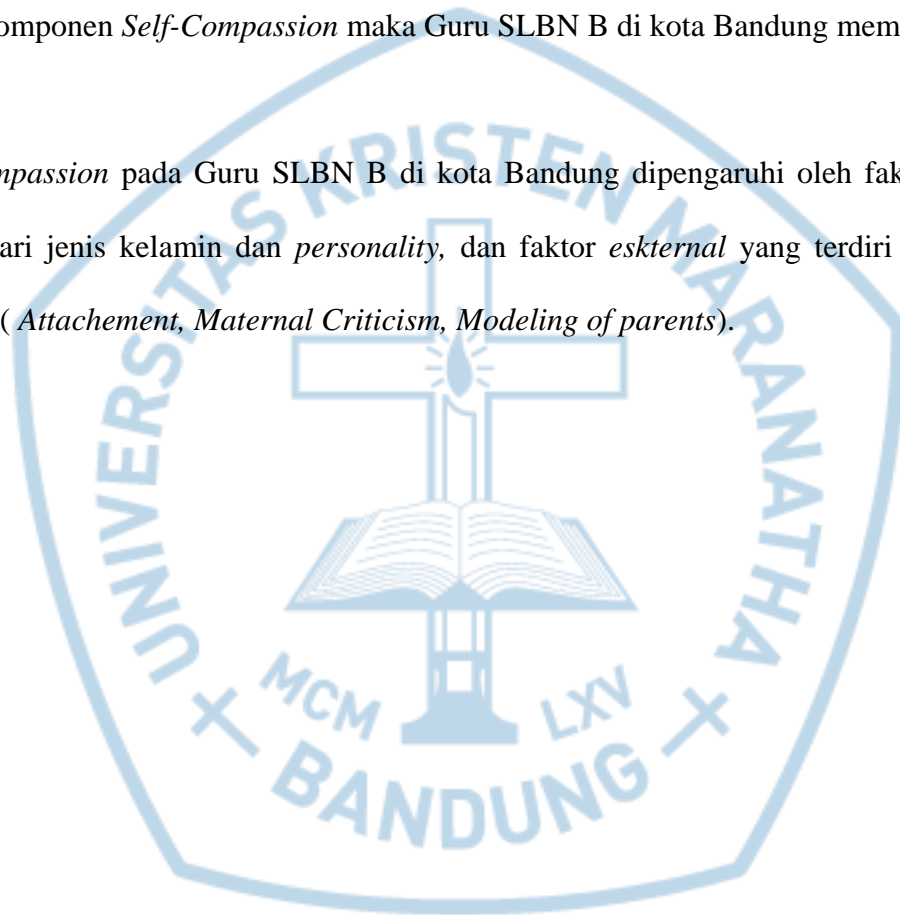 omponen Self-Compassion maka Guru SLBN B di kota Bandung mem
mpassion pada Guru SLBN B di kota Bandung dipengaruhi oleh fak
ari jenis kelamin dan personality, dan faktor eskternal yang terdiri
( Attachement, Maternal Criticism, Modeling of parents).
UNIVERSITAS KRISTEN MARANATHA
MCM LXV
BANDUNG